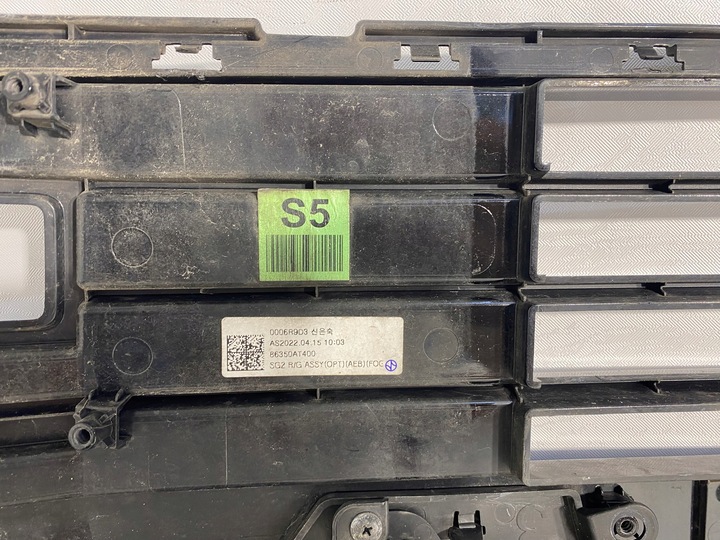 S5
0006R9D3 신은숙
AS2022.04.15 10:03
86350AT400
SG2 R/G ASSY(OPT)(AEB)(FOG